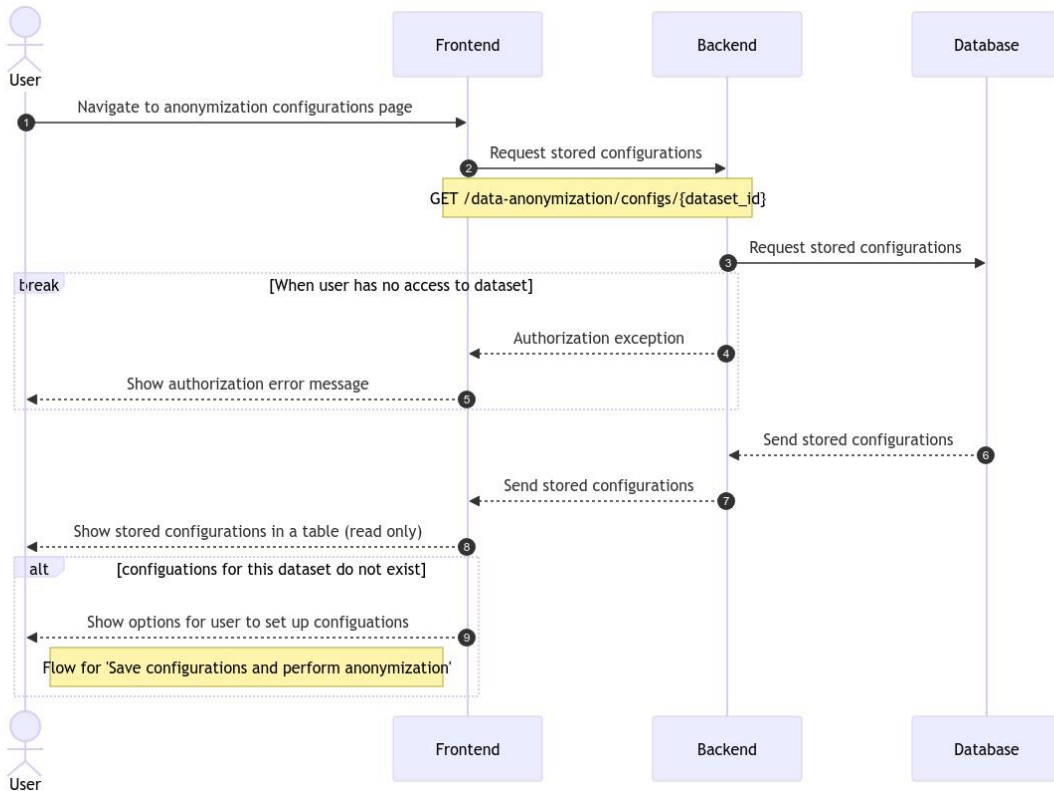 User
Frontend
Backend
Database
1 Navigate to anonymization configurations page
2 Request stored configurations
GET /data-anonymization/configs/{dataset_id}
3 Request stored configurations
break [When user has no access to dataset]
Authorization exception 4
Show authorization error message 5
Send stored configurations 6
Send stored configurations 7
Show stored configurations in a table (read only) 8
alt [configuations for this dataset do not exist]
Show options for user to set up configuations 9
Flow for 'Save configurations and perform anonymization'
User
Frontend
Backend
Database